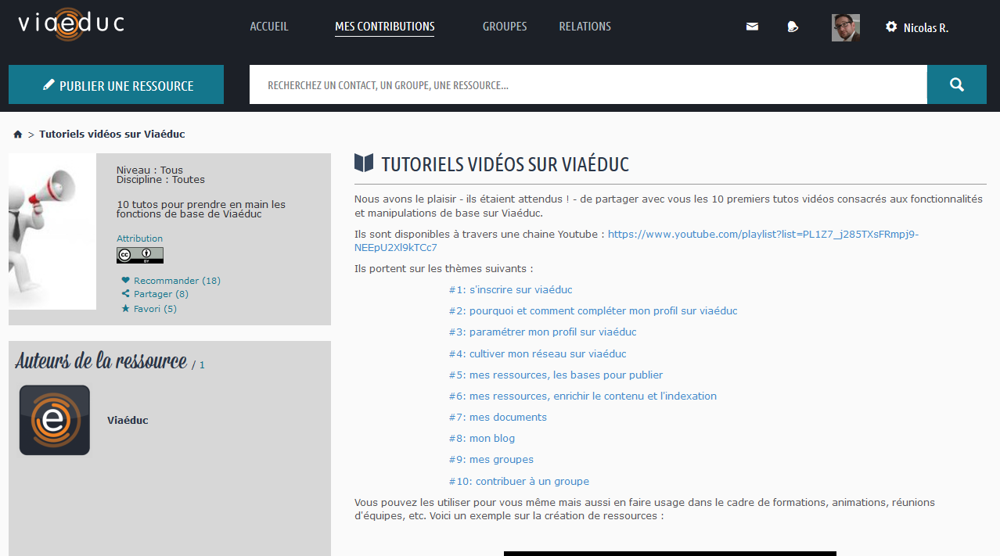 viaéduc
ACCUEIL
MES CONTRIBUTIONS
GROUPES
RELATIONS
Nicolas R.
PUBLIER UNE RESSOURCE
RECHERCHEZ UN CONTACT, UN GROUPE, UNE RESSOURCE...
> Tutoriels vidéos sur Viaéduc
Niveau : Tous
Discipline : Toutes
10 tutos pour prendre en main les
fonctions de base de Viaéduc
Attribution
cc BY
Recommander (18)
Partager (8)
Favori (5)
Auteurs de la ressource / 1
e
Viaéduc
TUTORIELS VIDÉOS SUR VIAÉDUC
Nous avons le plaisir - ils étaient attendus ! - de partager avec vous les 10 premiers tutos vidéos consacrés aux fonctionnalités
et manipulations de base sur Viaéduc.
Ils sont disponibles à travers une chaine Youtube : https://www.youtube.com/playlist?list=PL1Z7_j285TXsFRmpj9-
NEEpU2Xl9kTCc7
Ils portent sur les thèmes suivants :
#1: s'inscrire sur viaéduc
#2: pourquoi et comment compléter mon profil sur viaéduc
#3: paramétrer mon profil sur viaéduc
#4: cultiver mon réseau sur viaéduc
#5: mes ressources, les bases pour publier
#6: mes ressources, enrichir le contenu et l'indexation
#7: mes documents
#8: mon blog
#9: mes groupes
#10: contribuer à un groupe
Vous pouvez les utiliser pour vous même mais aussi en faire usage dans le cadre de formations, animations, réunions
d'équipes, etc. Voici un exemple sur la création de ressources :